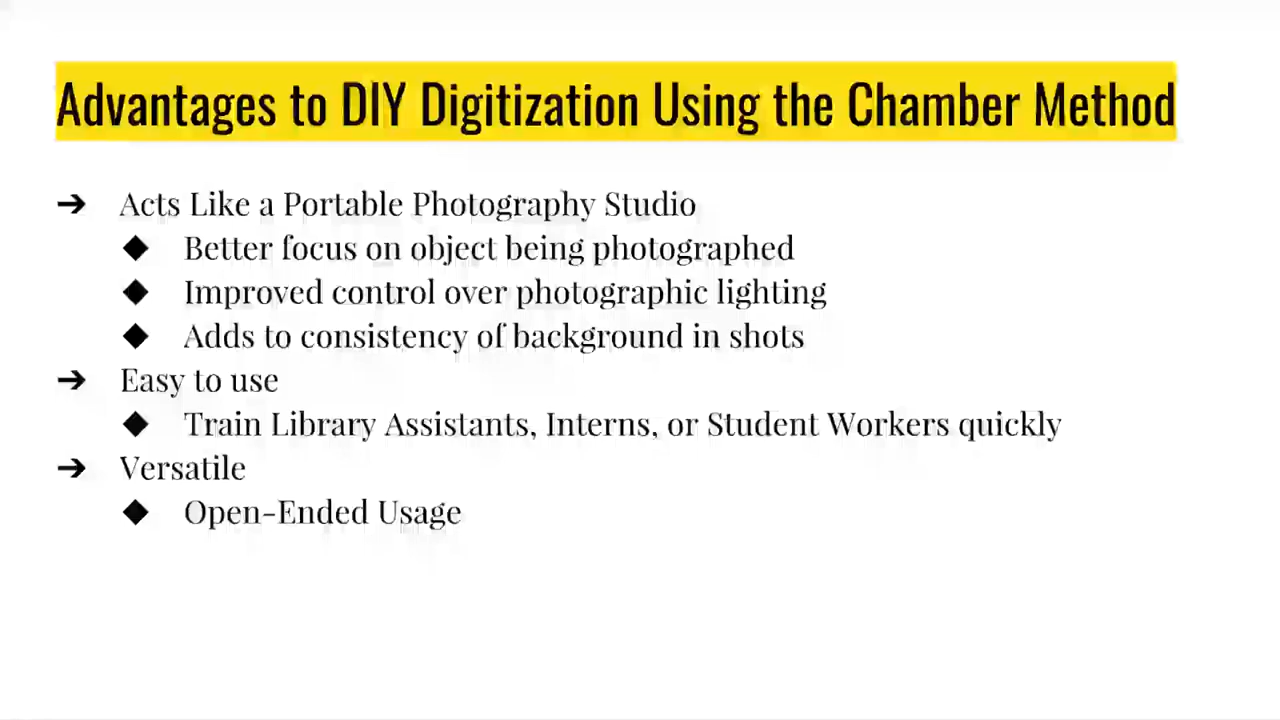 Advantages to DIY Digitization Using the Chamber Method
➔ Acts Like a Portable Photography Studio
◆ Better focus on object being photographed
◆ Improved control over photographic lighting
◆ Adds to consistency of background in shots
➔ Easy to use
◆ Train Library Assistants, Interns, or Student Workers quickly
➔ Versatile
◆ Open-Ended Usage